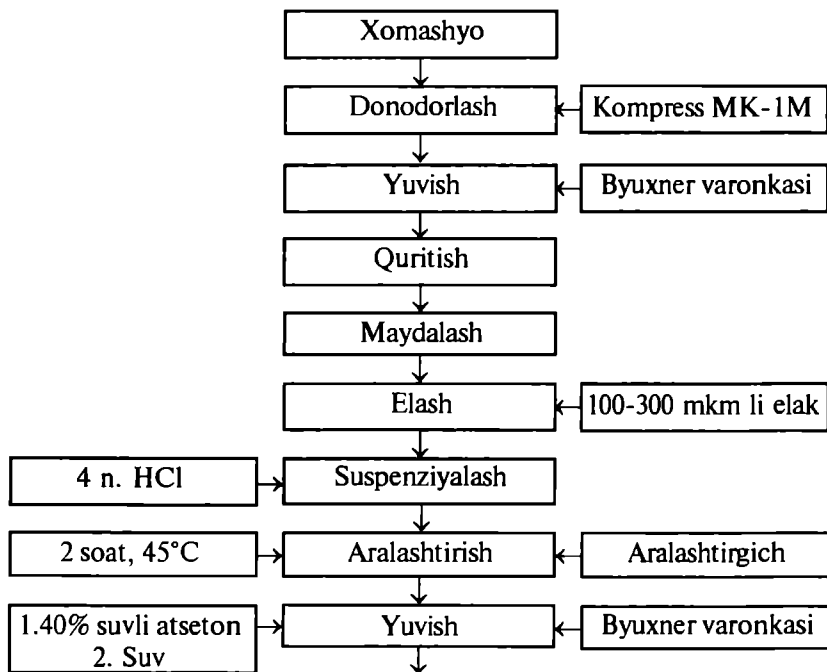 Xomashyo
Donodorlash
Kompress MK-1M
Yuvish
Byuxner varonkasi
Quritish
Maydalash
Elash
100-300 mkm li elak
4 n. HCl
Suspenziyalash
2 soat, 45°C
Aralashtirish
Aralashtirgich
1.40% suvli atseton
2. Suv
Yuvish
Byuxner varonkasi